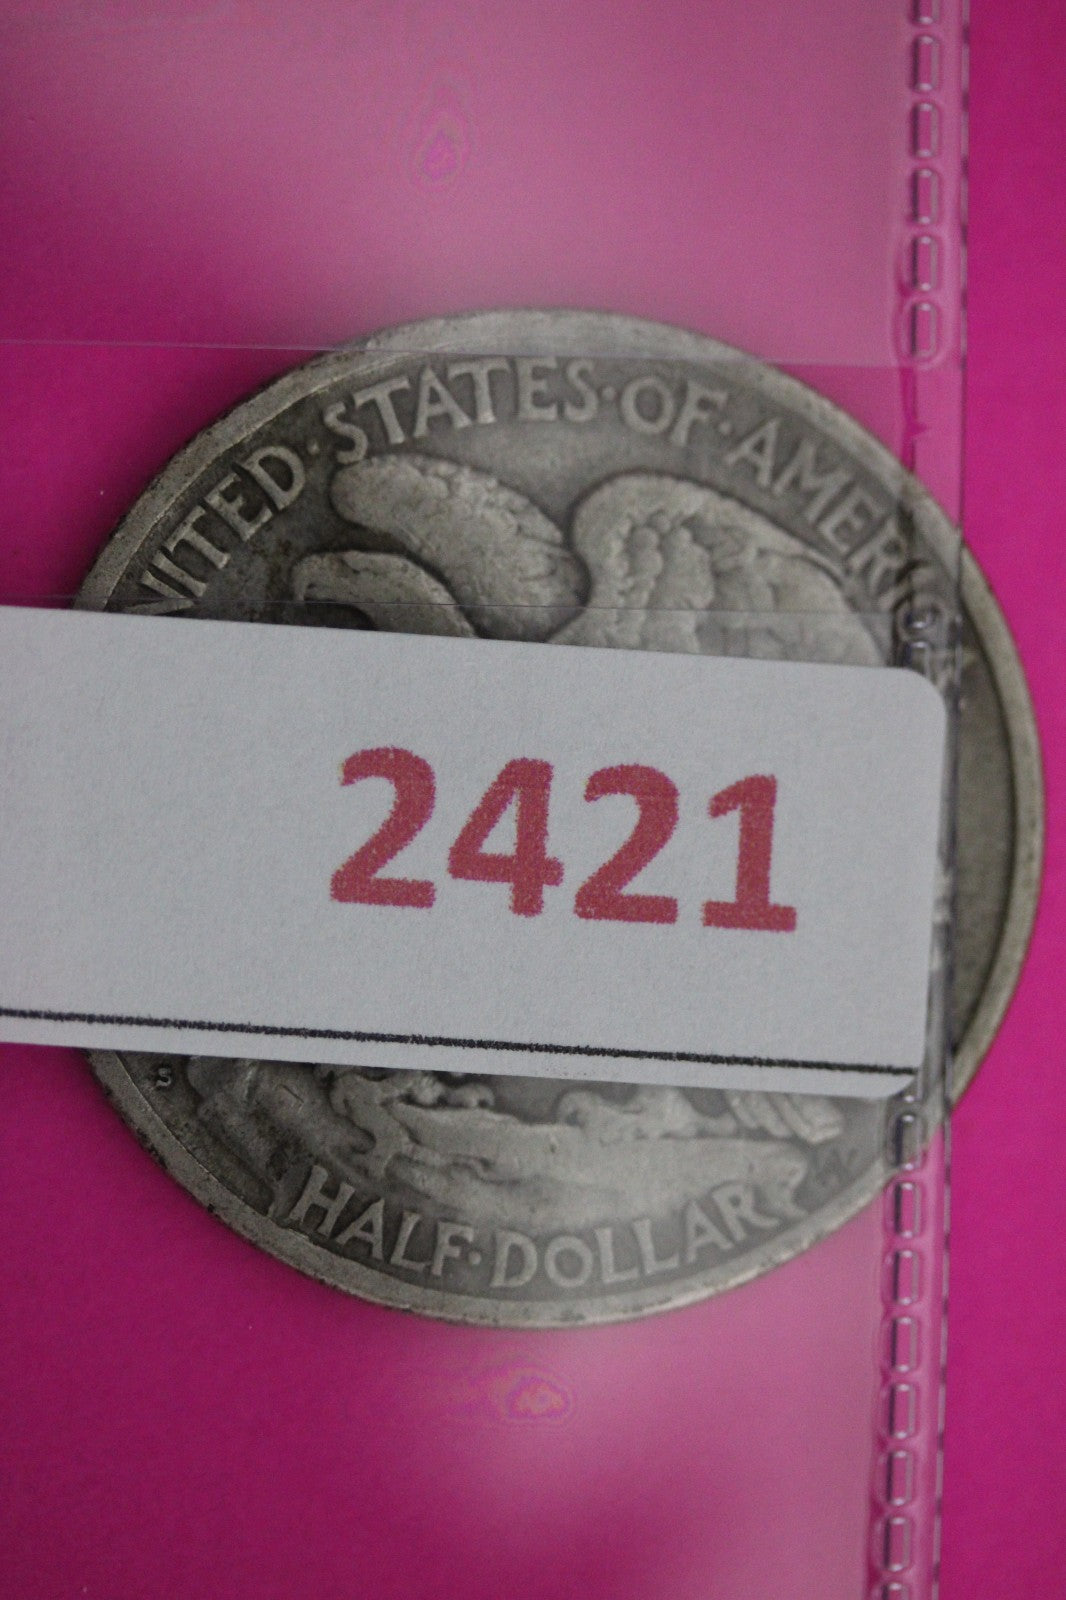 UNITED·STATES·OF·AMERICA
2421
S
HALF·DOLLAR